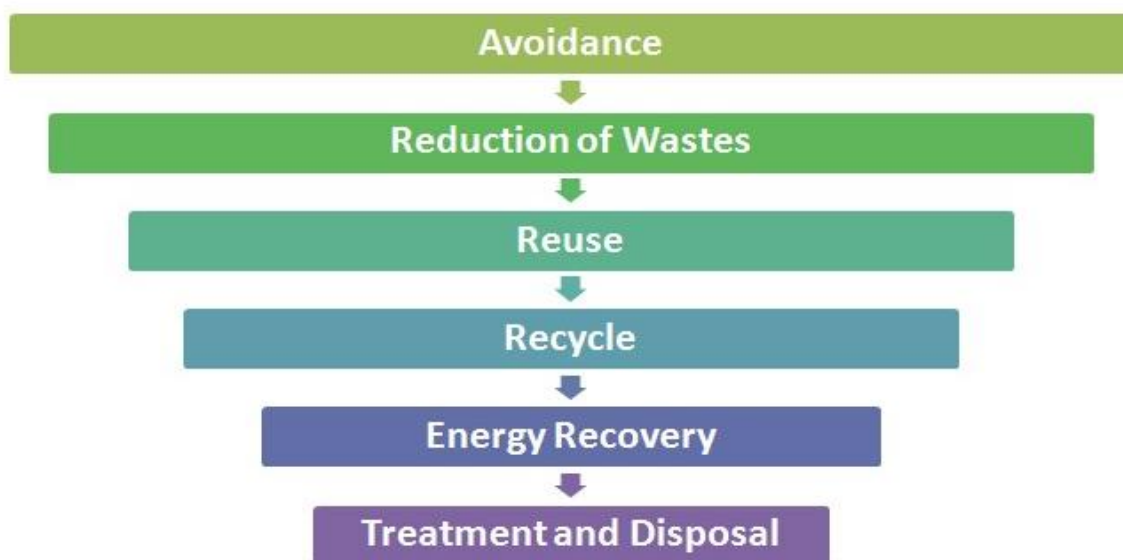 Avoidance
Reduction of Wastes
Reuse
Recycle
Energy Recovery
Treatment and Disposal